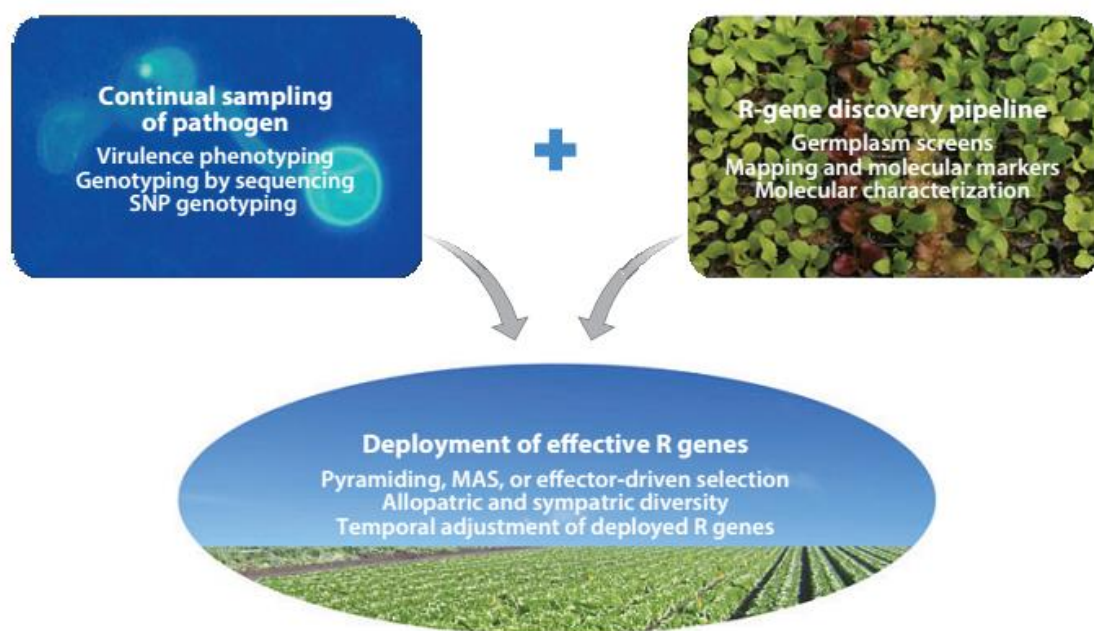 Continual sampling
of pathogen
Virulence phenotyping
Genotyping by sequencing
SNP genotyping
R-gene discovery pipeline
Germplasm screens
Mapping and molecular markers
Molecular characterization
Deployment of effective R genes
Pyramiding, MAS, or effector-driven selection
Allopatric and sympatric diversity
Temporal adjustment of deployed R genes